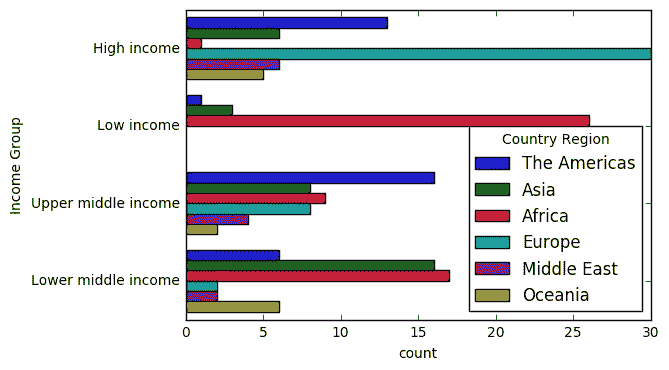 High income
Low income
Upper middle income
Lower middle income
Income Group
Country Region
The Americas
Asia
Africa
Europe
Middle East
Oceania
0 5 10 15 20 25 30
count